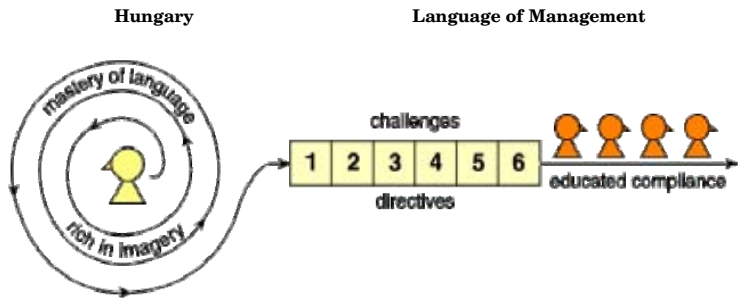 Hungary
Language of Management
mastery of language
rich in imagery
challenges
1 2 3 4 5 6
directives
educated compliance